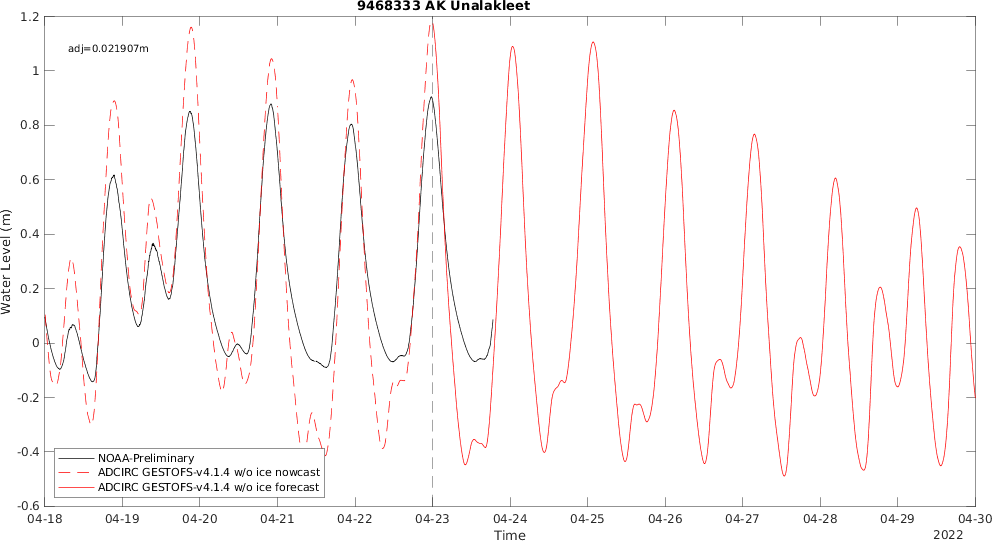 9468333 AK Unalakleet
adj=0.021907m
Water Level (m)
1.2
1
0.8
0.6
0.4
0.2
0
-0.2
-0.4
-0.6
NOAA-Preliminary
ADCIRC GESTOFS-v4.1.4 w/o ice nowcast
ADCIRC GESTOFS-v4.1.4 w/o ice forecast
04-18 04-19 04-20 04-21 04-22 04-23 04-24 04-25 04-26 04-27 04-28 04-29 04-30
Time
2022